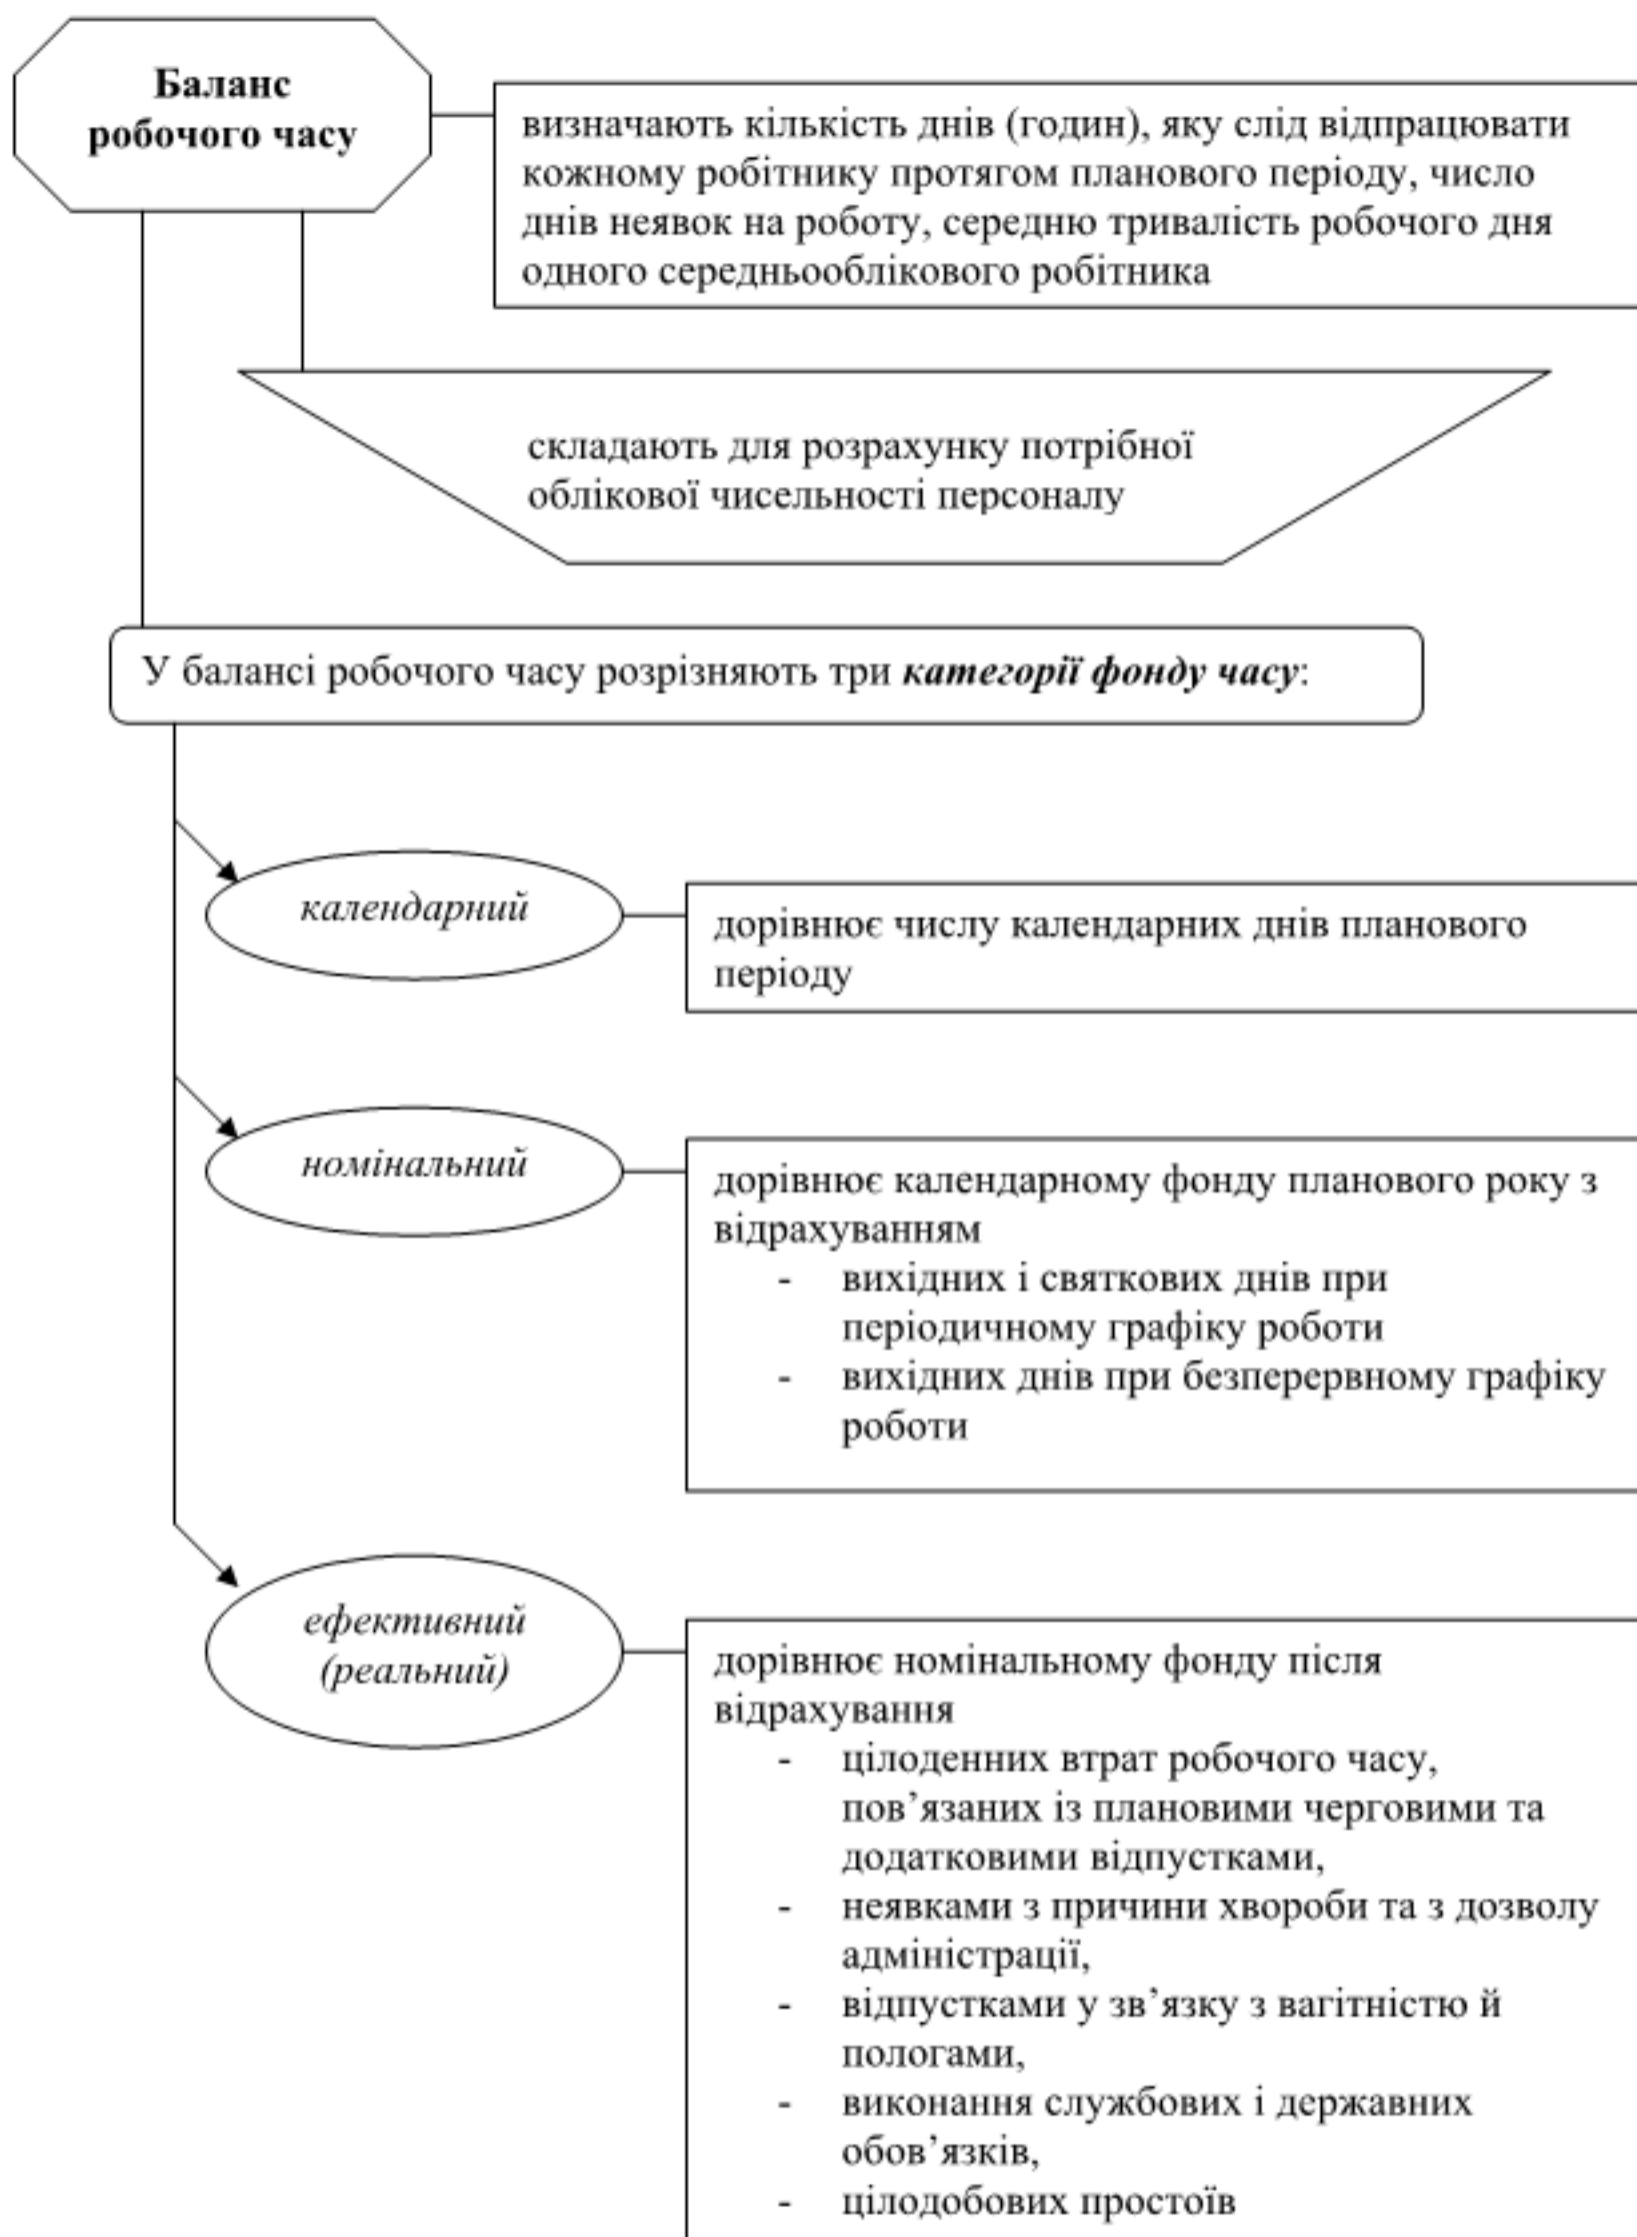 Баланс
робочого часу
визначають кількість днів (годин), яку слід відпрацювати
кожному робітнику протягом планового періоду, число
днів неявок на роботу, середню тривалість робочого дня
одного середньооблікового робітника
складають для розрахунку потрібної
облікової чисельності персоналу
У балансі робочого часу розрізняють три категорії фонду часу:
календарний
дорівнює числу календарних днів планового
періоду
номінальний
дорівнює календарному фонду планового року з
відрахуванням
- вихідних і святкових днів при
періодичному графіку роботи
- вихідних днів при безперервному графіку
роботи
ефективний
(реальний)
дорівнює номінальному фонду після
відрахування
- цілоденних втрат робочого часу,
пов’язаних із плановими черговими та
додатковими відпустками,
- неявками з причини хвороби та з дозволу
адміністрації,
- відпустками у зв’язку з вагітністю й
пологами,
- виконання службових і державних
обов’язків,
- цілодобових простоїв